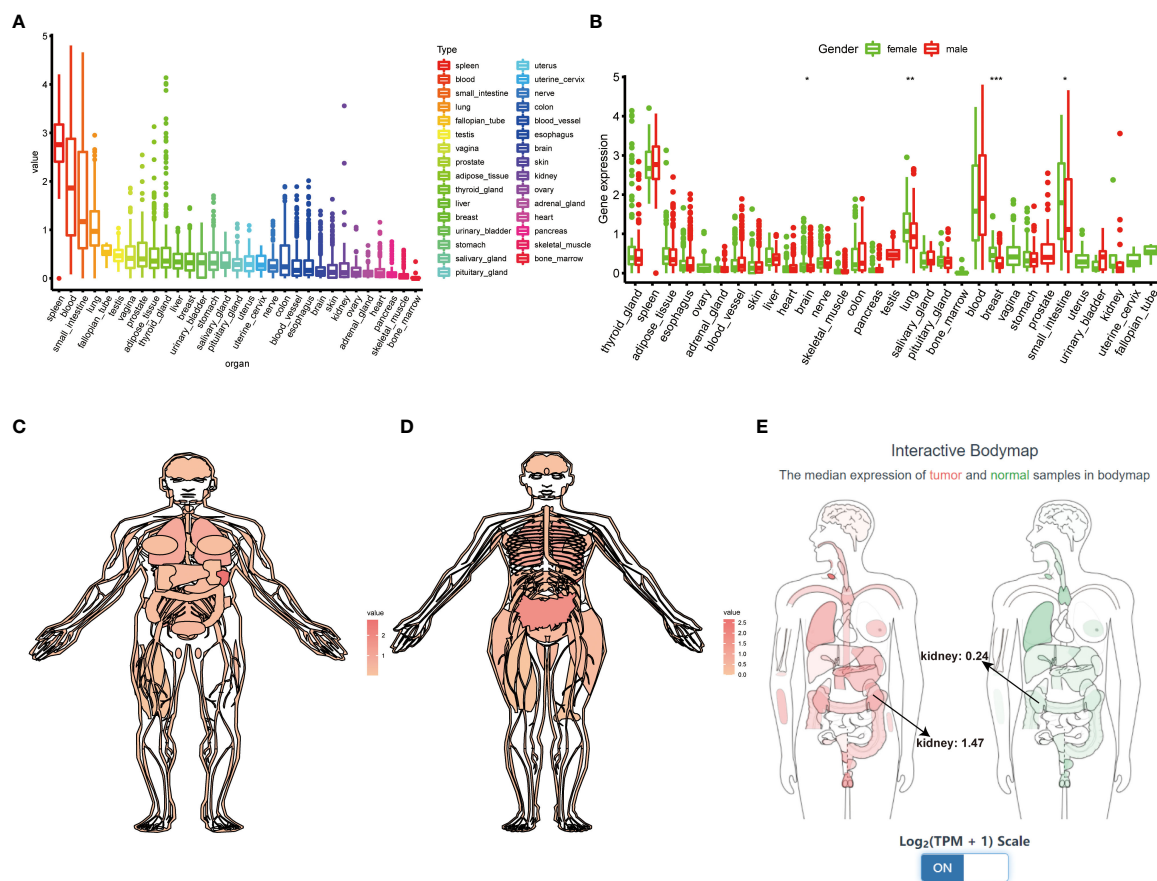 A
value
5
4
3
2
1
0
spleen
blood
small_intestine
lung
fallopian_tube
testis
vagina
prostate
adipose_tissue
thyroid_gland
liver
breast
urinary_bladder
stomach
salivary_gland
pituitary_gland
uterus
uterine_cervix
nerve
colon
blood_vessel
esophagus
brain
skin
kidney
ovary
adrenal_gland
heart
pancreas
skeletal_muscle
bone_marrow
organ
Type
spleen
blood
small_intestine
lung
fallopian_tube
testis
vagina
prostate
adipose_tissue
thyroid_gland
liver
breast
urinary_bladder
stomach
salivary_gland
pituitary_gland
uterus
uterine_cervix
nerve
colon
blood_vessel
esophagus
brain
skin
kidney
ovary
adrenal_gland
heart
pancreas
skeletal_muscle
bone_marrow
B
Gender female male
* ** *** *
Gene expression
5
4
3
2
1
0
thyroid_gland
spleen
adipose_tissue
esophagus
ovary
adrenal_gland
blood_vessel
skin
liver
heart
brain
nerve
skeletal_muscle
colon
pancreas
testis
lung
salivary_gland
pituitary_gland
bone_marrow
blood
breast
vagina
stomach
prostate
small_intestine
uterus
urinary_bladder
kidney
uterine_cervix
fallopian_tube
C
value
2
1
D
value
2.5
2.0
1.5
1.0
0.5
0.0
E
Interactive Bodymap
The median expression of tumor and normal samples in bodymap
kidney: 0.24
kidney: 1.47
Log₂(TPM + 1) Scale
ON